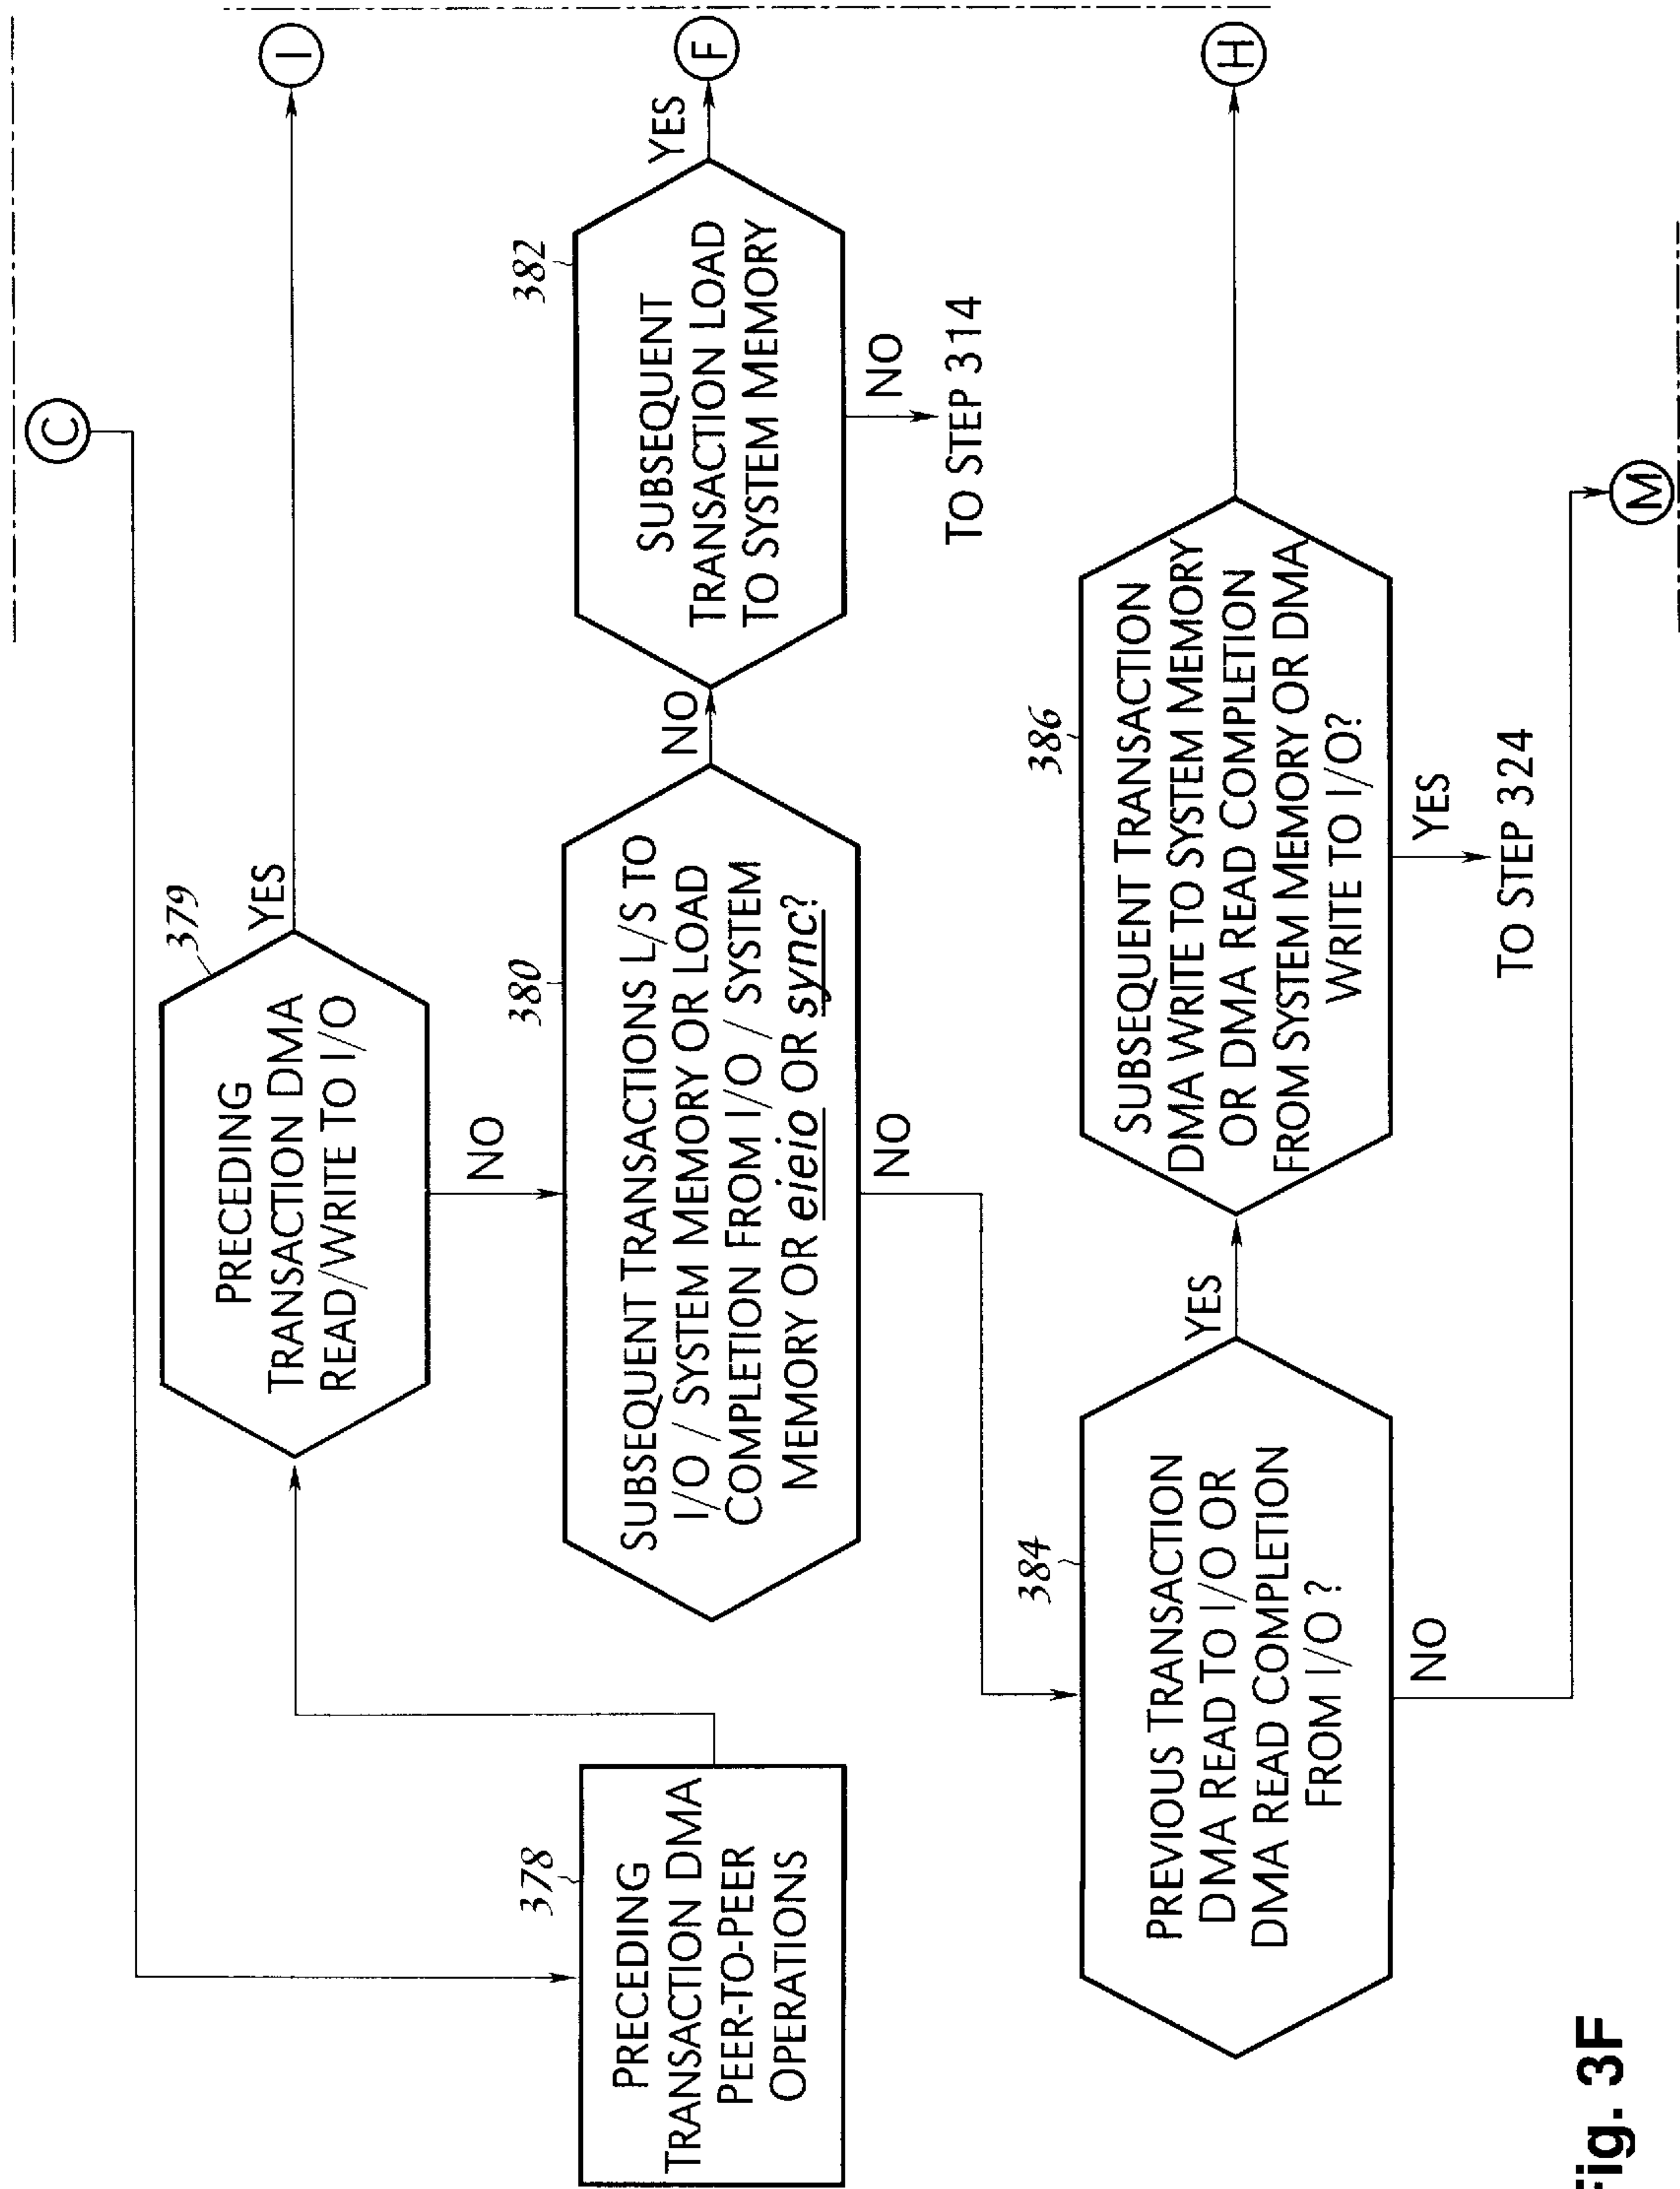 C
I
379
PRECEDING
TRANSACTION DMA
READ/WRITE TO I/O
YES
NO
378
PRECEDING
TRANSACTION DMA
PEER-TO-PEER
OPERATIONS
380
SUBSEQUENT TRANSACTIONS L/S TO
I/O / SYSTEM MEMORY OR LOAD
COMPLETION FROM I/O / SYSTEM
MEMORY OR eieio OR sync?
NO
NO
382
SUBSEQUENT
TRANSACTION LOAD
TO SYSTEM MEMORY
YES
F
NO
TO STEP 314
384
PREVIOUS TRANSACTION
DMA READ TO I/O OR
DMA READ COMPLETION
FROM I/O ?
YES
NO
386
SUBSEQUENT TRANSACTION
DMA WRITE TO SYSTEM MEMORY
OR DMA READ COMPLETION
FROM SYSTEM MEMORY OR DMA
WRITE TO I/O?
H
YES
TO STEP 324
M
Fig. 3F